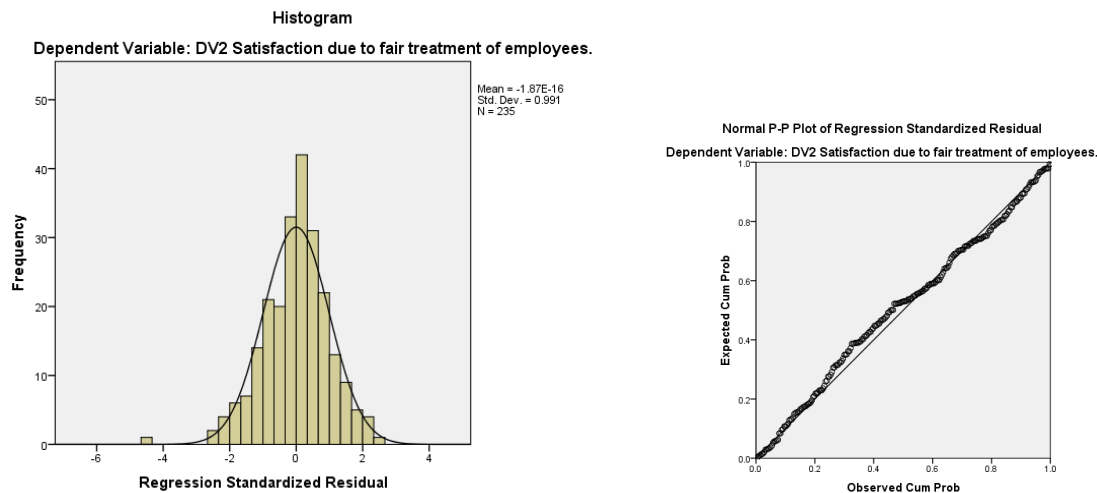 Histogram
Dependent Variable: DV2 Satisfaction due to fair treatment of employees.
Mean = -1.87E-16
Std. Dev. = 0.991
N = 235
50
40
30
20
10
0
Frequency
-6 -4 -2 0 2 4
Regression Standardized Residual
Normal P-P Plot of Regression Standardized Residual
Dependent Variable: DV2 Satisfaction due to fair treatment of employees.
1.0
0.8
0.6
0.4
0.2
0.0
Expected Cum Prob
0.0 0.2 0.4 0.6 0.8 1.0
Observed Cum Prob